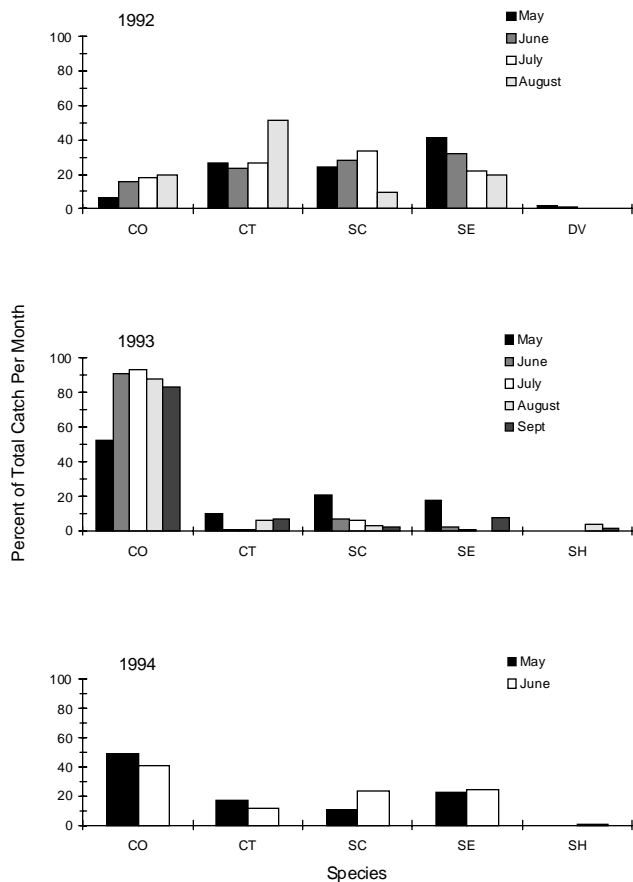 1992
May
June
July
August
100
80
60
40
20
0
CO CT SC SE DV
Percent of Total Catch Per Month
1993
May
June
July
August
Sept
100
80
60
40
20
0
CO CT SC SE SH
1994
May
June
100
80
60
40
20
0
CO CT SC SE SH
Species